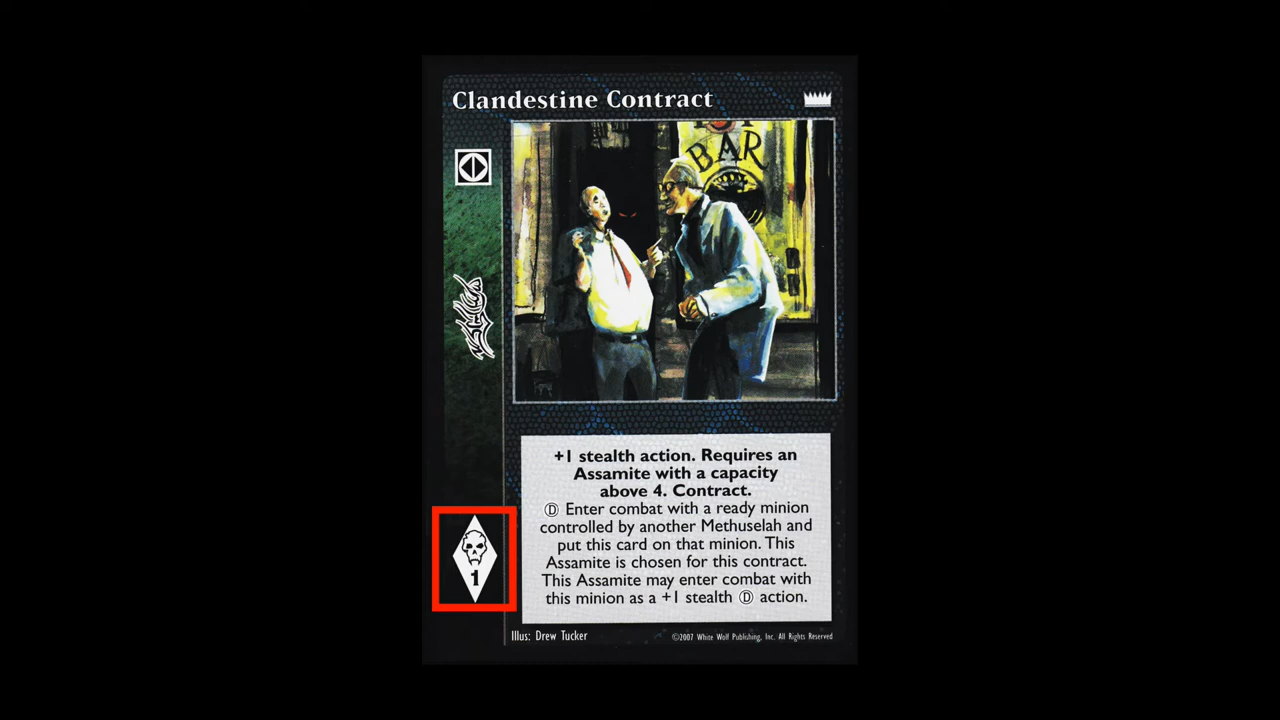 Clandestine Contract
BAR
+1 stealth action. Requires an
Assamite with a capacity
above 4. Contract.
Ⓓ Enter combat with a ready minion
controlled by another Methuselah and
put this card on that minion. This
Assamite is chosen for this contract.
This Assamite may enter combat with
this minion as a +1 stealth Ⓓ action.
1
Illus: Drew Tucker
©2007 White Wolf Publishing, Inc. All Rights Reserved